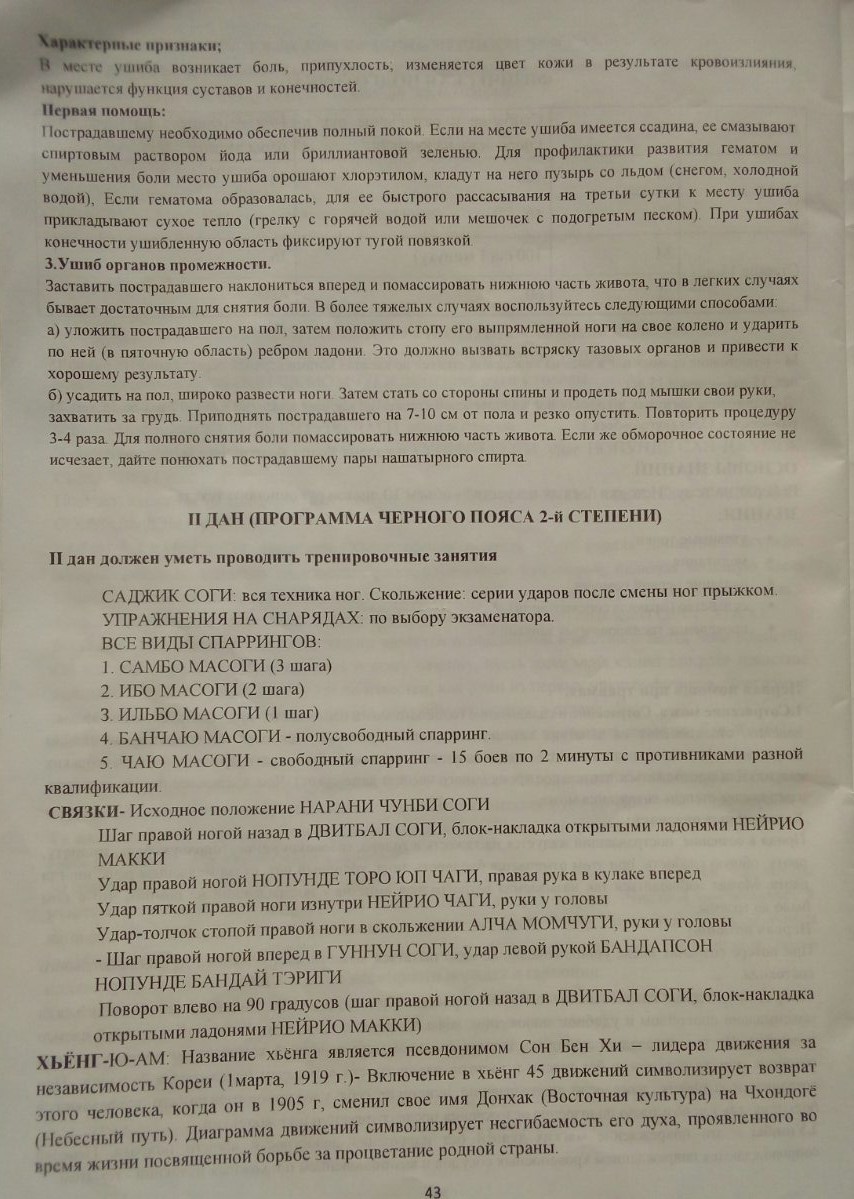 Характерные признаки;
В месте ушиба возникает боль, припухлость, изменяется цвет кожи в результате кровоизлияния,
нарушается функция суставов и конечностей.
Первая помощь:
Пострадавшему необходимо обеспечив полный покой. Если на месте ушиба имеется ссадина, ее смазывают
спиртовым раствором йода или бриллиантовой зеленью. Для профилактики развития гематом и
уменьшения боли место ушиба орошают хлорэтилом, кладут на него пузырь со льдом (снегом, холодной
водой), Если гематома образовалась, для ее быстрого рассасывания на третьи сутки к месту ушиба
прикладывают сухое тепло (грелку с горячей водой или мешочек с подогретым песком). При ушибах
конечности ушибленную область фиксируют тугой повязкой.
3.Ушиб органов промежности.
Заставить пострадавшего наклониться вперед и помассировать нижнюю часть живота, что в легких случаях
бывает достаточным для снятия боли. В более тяжелых случаях воспользуйтесь следующими способами:
а) уложить пострадавшего на пол, затем положить стопу его выпрямленной ноги на свое колено и ударить
по ней (в пяточную область) ребром ладони. Это должно вызвать встряску тазовых органов и привести к
хорошему результату.
б) усадить на пол, широко развести ноги. Затем стать со стороны спины и продеть под мышки свои руки,
захватить за грудь. Приподнять пострадавшего на 7-10 см от пола и резко опустить. Повторить процедуру
3-4 раза. Для полного снятия боли помассировать нижнюю часть живота. Если же обморочное состояние не
исчезает, дайте понюхать пострадавшему пары нашатырного спирта.
II ДАН (ПРОГРАММА ЧЕРНОГО ПОЯСА 2-й СТЕПЕНИ)
II дан должен уметь проводить тренировочные занятия
САДЖИК СОГИ: вся техника ног. Скольжение: серии ударов после смены ног прыжком.
УПРАЖНЕНИЯ НА СНАРЯДАХ: по выбору экзаменатора.
ВСЕ ВИДЫ СПАРРИНГОВ:
1. САМБО МАСОГИ (3 шага)
2. ИБО МАСОГИ (2 шага)
3. ИЛЬБО МАСОГИ (1 шаг)
4. БАНЧАЮ МАСОГИ - полусвободный спарринг.
5. ЧАЮ МАСОГИ - свободный спарринг - 15 боев по 2 минуты с противниками разной
квалификации.
СВЯЗКИ- Исходное положение НАРАНИ ЧУНБИ СОГИ
Шаг правой ногой назад в ДВИТБАЛ СОГИ, блок-накладка открытыми ладонями НЕЙРИО
МАККИ
Удар правой ногой НОПУНДЕ ТОРО ЮП ЧАГИ, правая рука в кулаке вперед
Удар пяткой правой ноги изнутри НЕЙРИО ЧАГИ, руки у головы
Удар-толчок стопой правой ноги в скольжении АЛЧА МОМЧУГИ, руки у головы
- Шаг правой ногой вперед в ГУННУН СОГИ, удар левой рукой БАНДАПСОН
НОПУНДЕ БАНДАЙ ТЭРИГИ
Поворот влево на 90 градусов (шаг правой ногой назад в ДВИТБАЛ СОГИ, блок-накладка
открытыми ладонями НЕЙРИО МАККИ)
ХЬЁНГ-Ю-АМ: Название хьёнга является псевдонимом Сон Бен Хи – лидера движения за
независимость Кореи (1марта, 1919 г.)- Включение в хьёнг 45 движений символизирует возврат
этого человека, когда он в 1905 г, сменил свое имя Донхак (Восточная культура) на Чхондогё
(Небесный путь). Диаграмма движений символизирует несгибаемость его духа, проявленного во
время жизни посвященной борьбе за процветание родной страны.
43